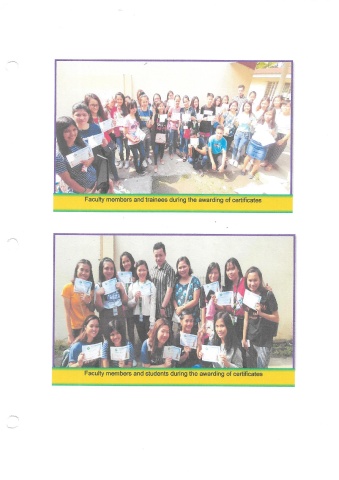 Faculty members and trainees during the awarding of certificates
Faculty members and students during the awarding of certificates